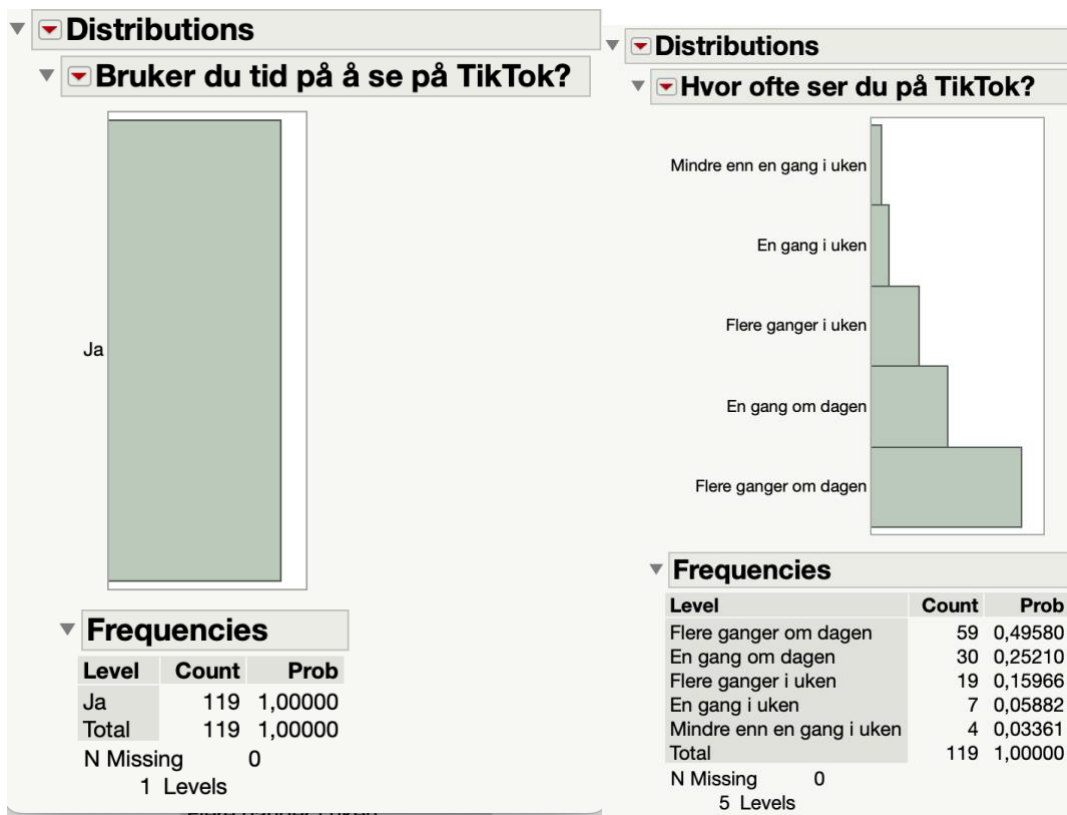 Distributions
Bruker du tid på å se på TikTok?
Ja
Frequencies
Level Count Prob
Ja 119 1,00000
Total 119 1,00000
N Missing 0
1 Levels
Distributions
Hvor ofte ser du på TikTok?
Mindre enn en gang i uken
En gang i uken
Flere ganger i uken
En gang om dagen
Flere ganger om dagen
Frequencies
Level Count Prob
Flere ganger om dagen 59 0,49580
En gang om dagen 30 0,25210
Flere ganger i uken 19 0,15966
En gang i uken 7 0,05882
Mindre enn en gang i uken 4 0,03361
Total 119 1,00000
N Missing 0
5 Levels